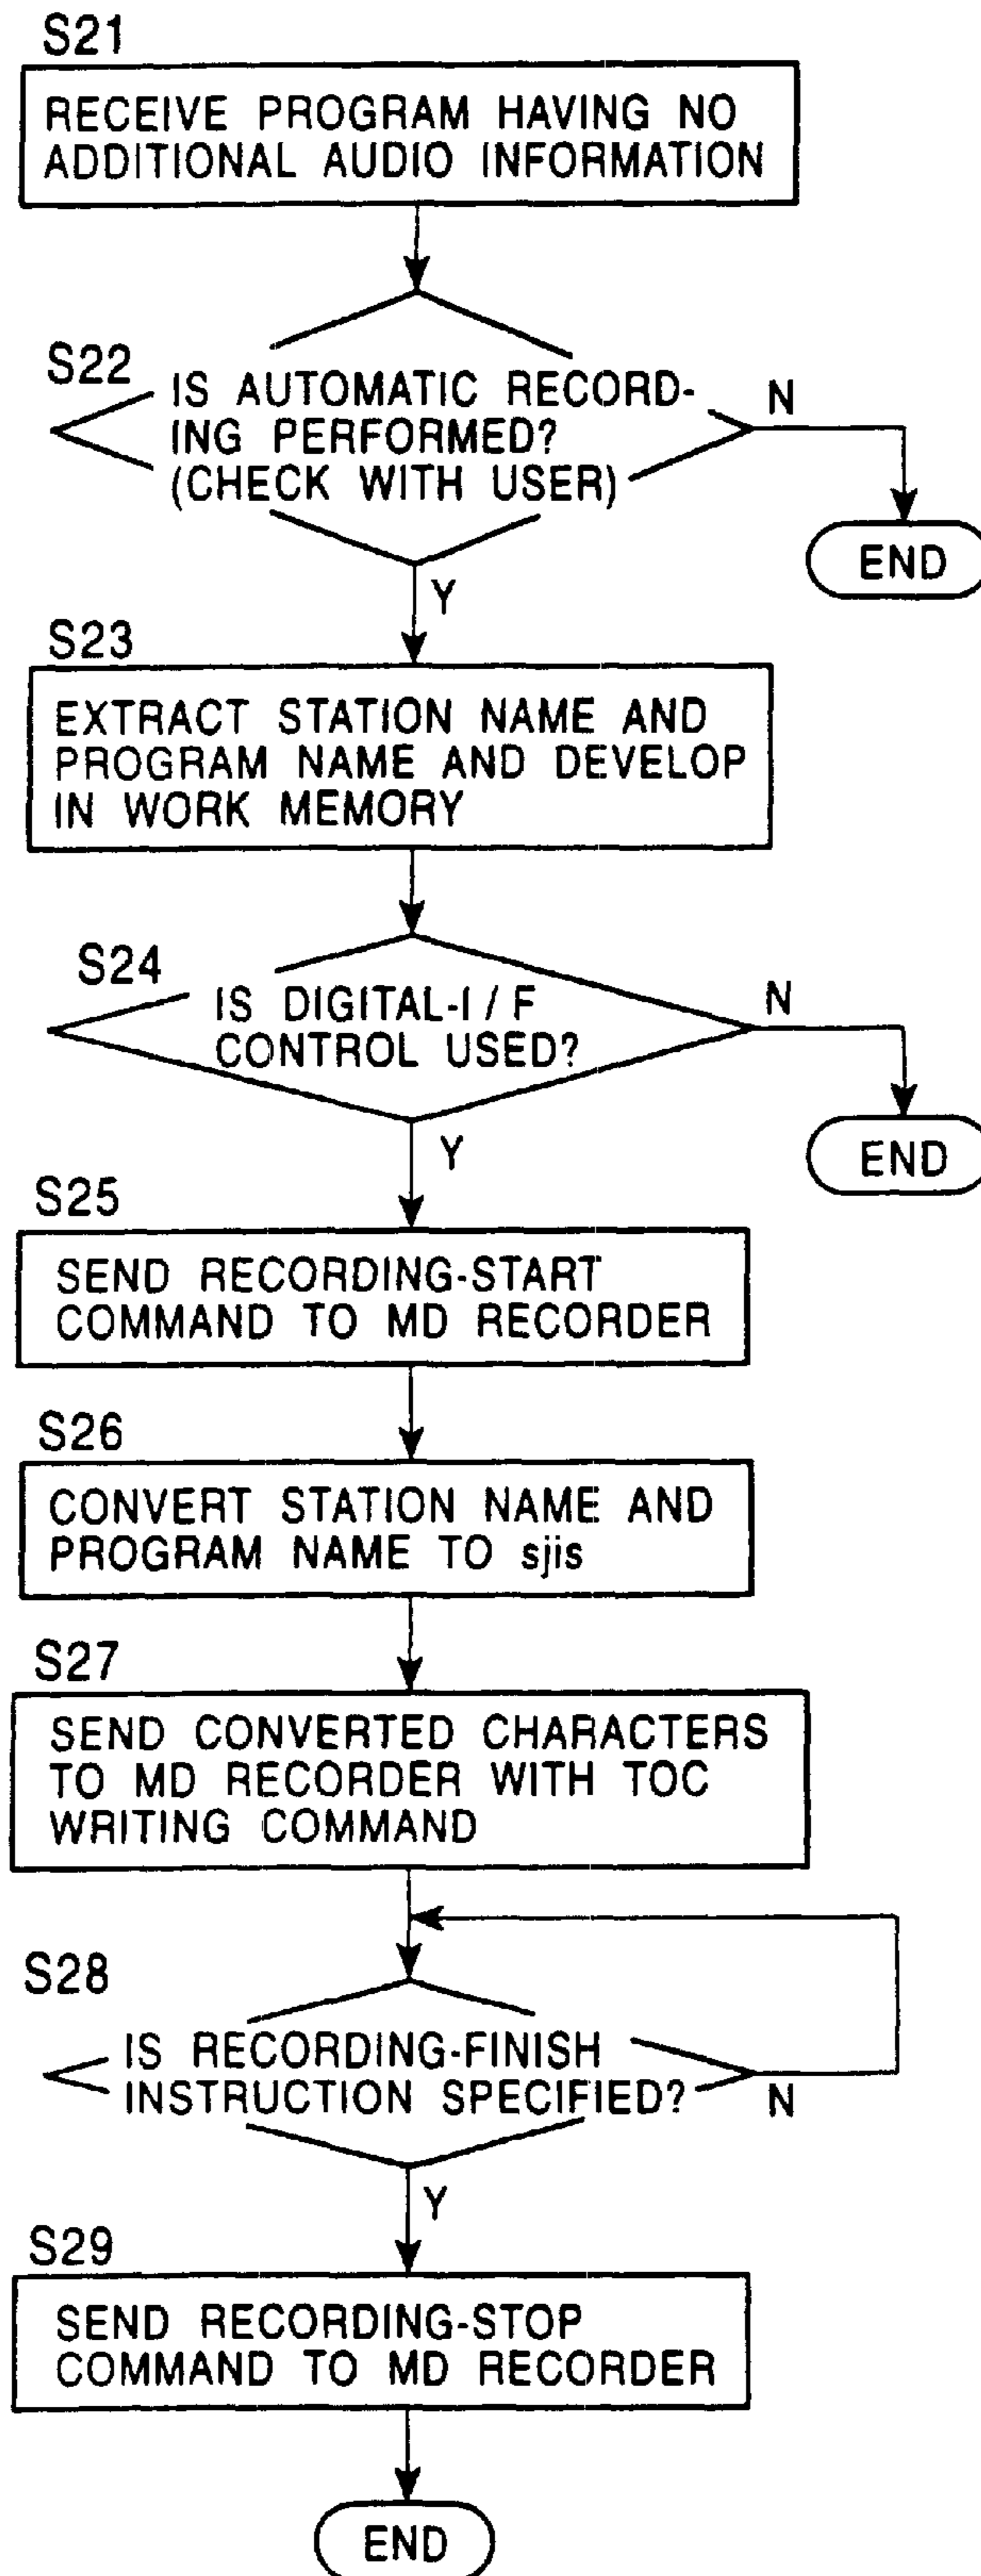 S21
RECEIVE PROGRAM HAVING NO
ADDITIONAL AUDIO INFORMATION
S22
IS AUTOMATIC RECORD-
ING PERFORMED?
(CHECK WITH USER)
N
END
Y
S23
EXTRACT STATION NAME AND
PROGRAM NAME AND DEVELOP
IN WORK MEMORY
S24
IS DIGITAL-I / F
CONTROL USED?
N
END
Y
S25
SEND RECORDING-START
COMMAND TO MD RECORDER
S26
CONVERT STATION NAME AND
PROGRAM NAME TO sjis
S27
SEND CONVERTED CHARACTERS
TO MD RECORDER WITH TOC
WRITING COMMAND
S28
IS RECORDING-FINISH
INSTRUCTION SPECIFIED?
N
Y
S29
SEND RECORDING-STOP
COMMAND TO MD RECORDER
END